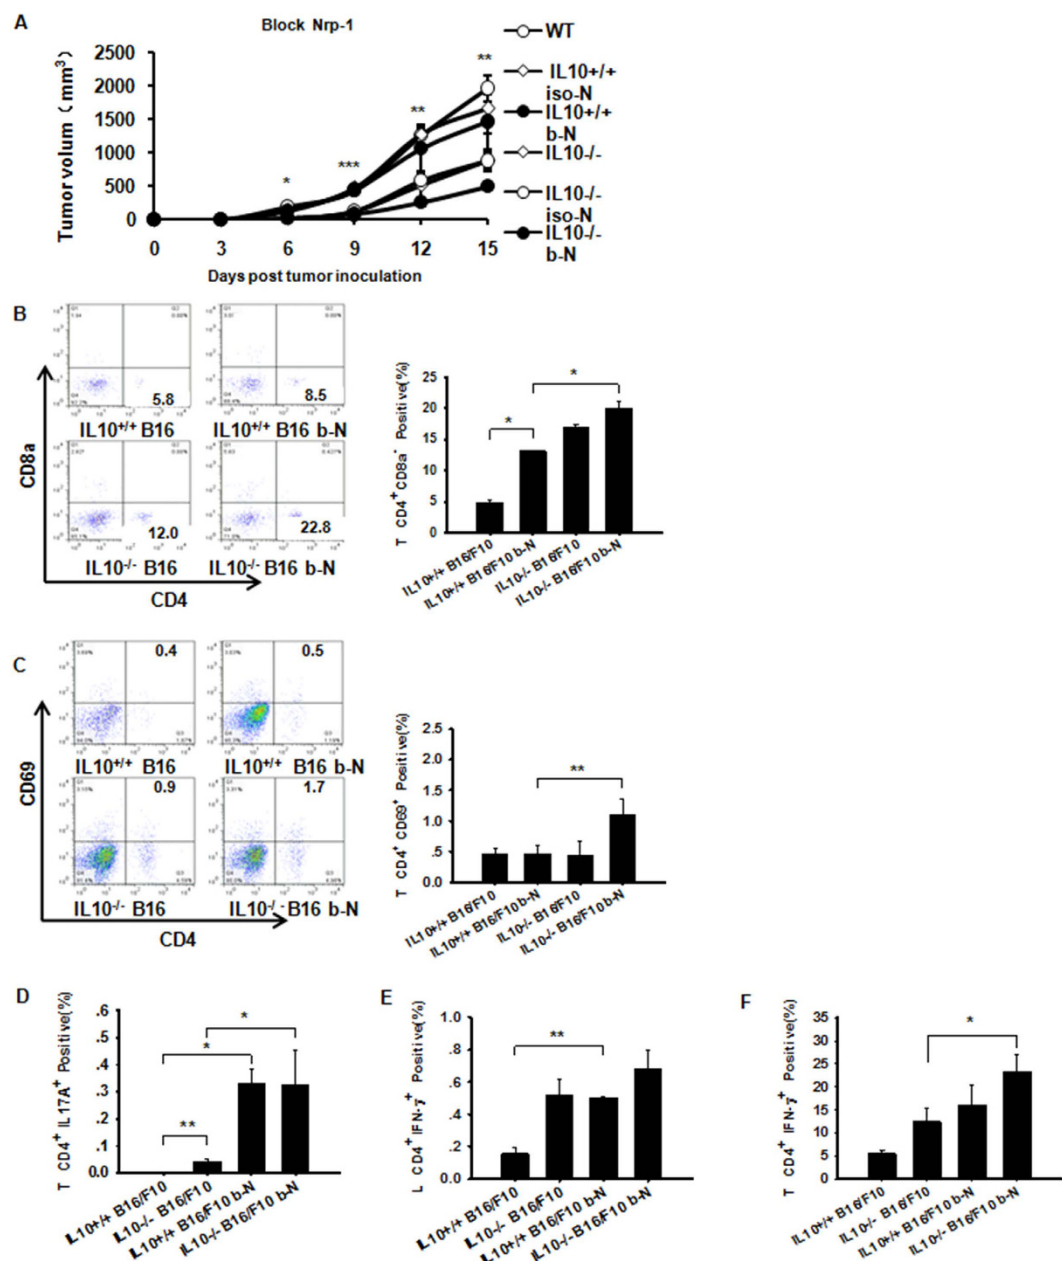 A
Block Nrp-1
Tumor volum ( mm³)
2500
2000
1500
1000
500
0
*
***
**
**
0 3 6 9 12 15
Days post tumor inoculation
WT
IL10+/+
iso-N
IL10+/+
b-N
IL10-/-
IL10-/-
iso-N
IL10-/-
b-N
B
CD8a
5.8
8.5
IL10+/+ B16
IL10+/+ B16 b-N
12.0
22.8
IL10-/- B16
IL10-/- B16 b-N
CD4
T CD4+ CD8a- Positive(%)
25
20
15
10
5
0
*
*
IL10+/+ B16/F10
IL10+/+ B16/F10 b-N
IL10-/- B16/F10
IL10-/- B16/F10 b-N
C
CD69
0.4
0.5
IL10+/+ B16
IL10+/+ B16 b-N
0.9
1.7
IL10-/- B16
IL10-/- B16 b-N
CD4
T CD4+ CD69+ Positive(%)
2.5
2.0
1.5
1.0
.5
0.0
**
IL10+/+ B16/F10
IL10+/+ B16/F10 b-N
IL10-/- B16/F10
IL10-/- B16/F10 b-N
D
T CD4+ IL17A+ Positive(%)
.6
.5
.4
.3
.2
.1
0.0
**
*
*
IL10+/+ B16/F10
IL10-/- B16/F10
IL10+/+ B16/F10 b-N
IL10-/- B16/F10 b-N
E
L CD4+ IFN-γ+ Positive(%)
1.0
.8
.6
.4
.2
0.0
**
IL10+/+ B16/F10
IL10-/- B16/F10
IL10+/+ B16/F10 b-N
IL10-/- B16/F10 b-N
F
T CD4+ IFN-γ+ Positive(%)
35
30
25
20
15
10
5
0
*
IL10+/+ B16/F10
IL10-/- B16/F10
IL10+/+ B16/F10 b-N
IL10-/- B16/F10 b-N